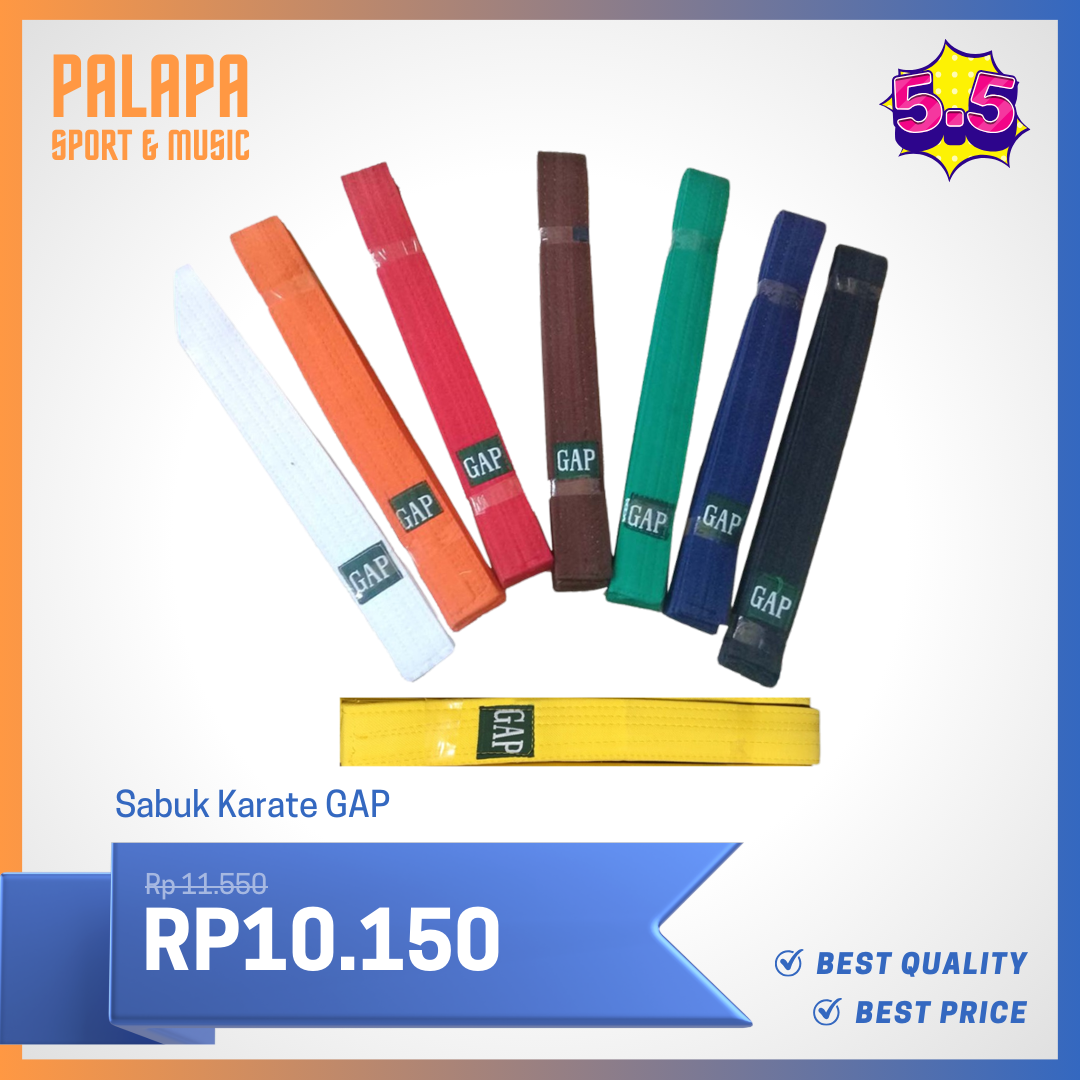 PALAPA
SPORT & MUSIC
5.5
GAP
GAP
GAP
GAP
GAP
GAP
GAP
GAP
Sabuk Karate GAP
Rp 11.550
RP10.150
BEST QUALITY
BEST PRICE